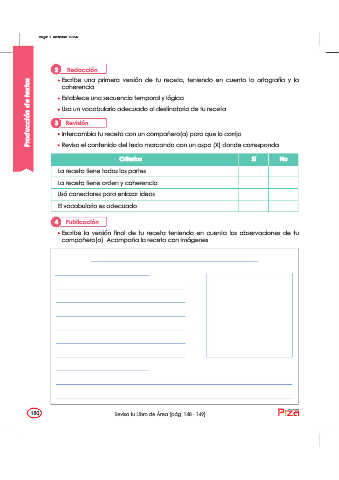 Producción de textos
2 Redacción
• Escribe una primera versión de tu receta, teniendo en cuenta la ortografía y la
coherencia
• Establece una secuencia temporal y lógica
• Usa un vocabulario adecuado al destinatario de tu receta
3 Revisión
• Intercambia tu receta con un compañero(a) para que la corrija
• Revisa el contenido del texto marcando con un aspa (X) donde corresponda
Criterios Sí No
La receta tiene todas las partes
La receta tiene orden y coherencia
Usó conectores para enlazar ideas
El vocabulario es adecuado
4 Publicación
• Escribe la versión final de tu receta teniendo en cuenta las observaciones de tu
compañero(a) Acompaña la receta con imágenes
Revisa tu Libro de Área [pág. 148 - 149]